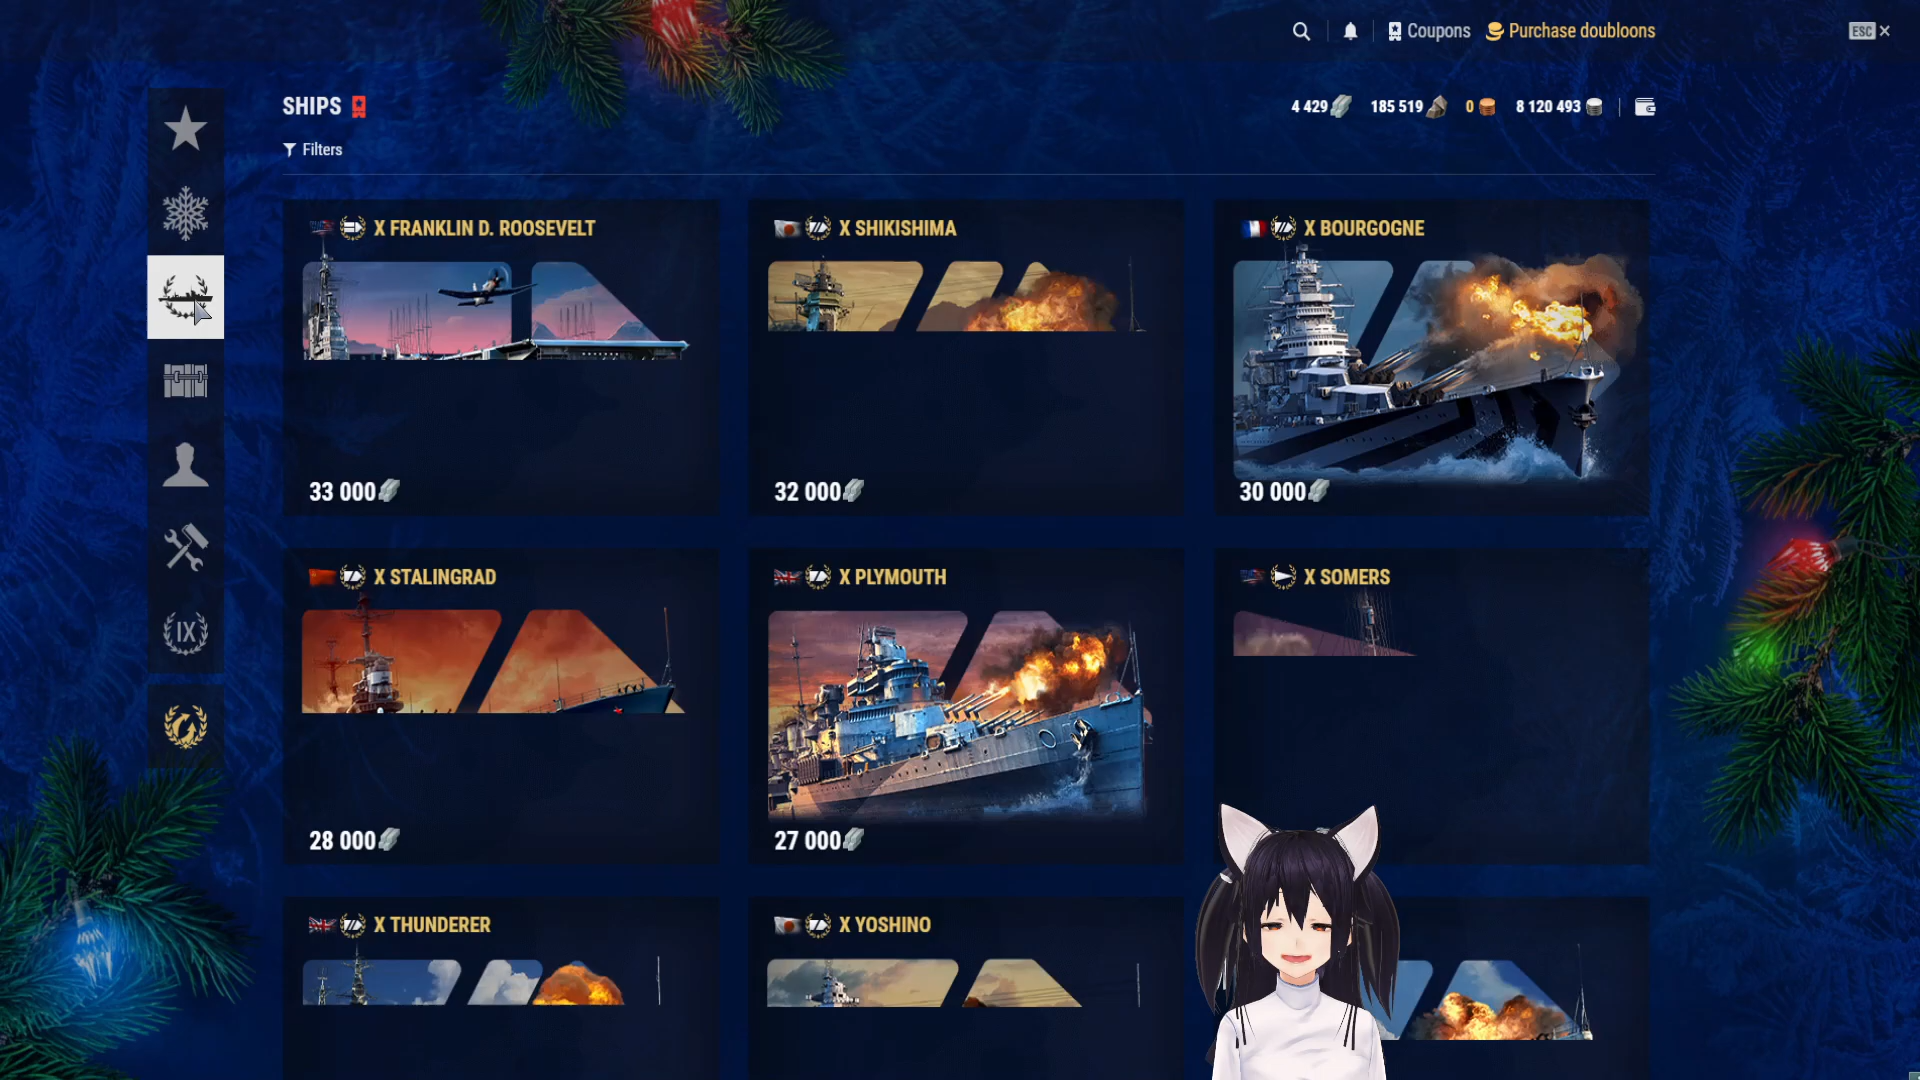 Coupons
Purchase doubloons
ESC
SHIPS
4 429
185 519
0
8 120 493
Filters
X FRANKLIN D. ROOSEVELT
X SHIKISHIMA
X BOURGOGNE
33 000
32 000
30 000
X STALINGRAD
X PLYMOUTH
X SOMERS
28 000
27 000
IX
X THUNDERER
X YOSHINO